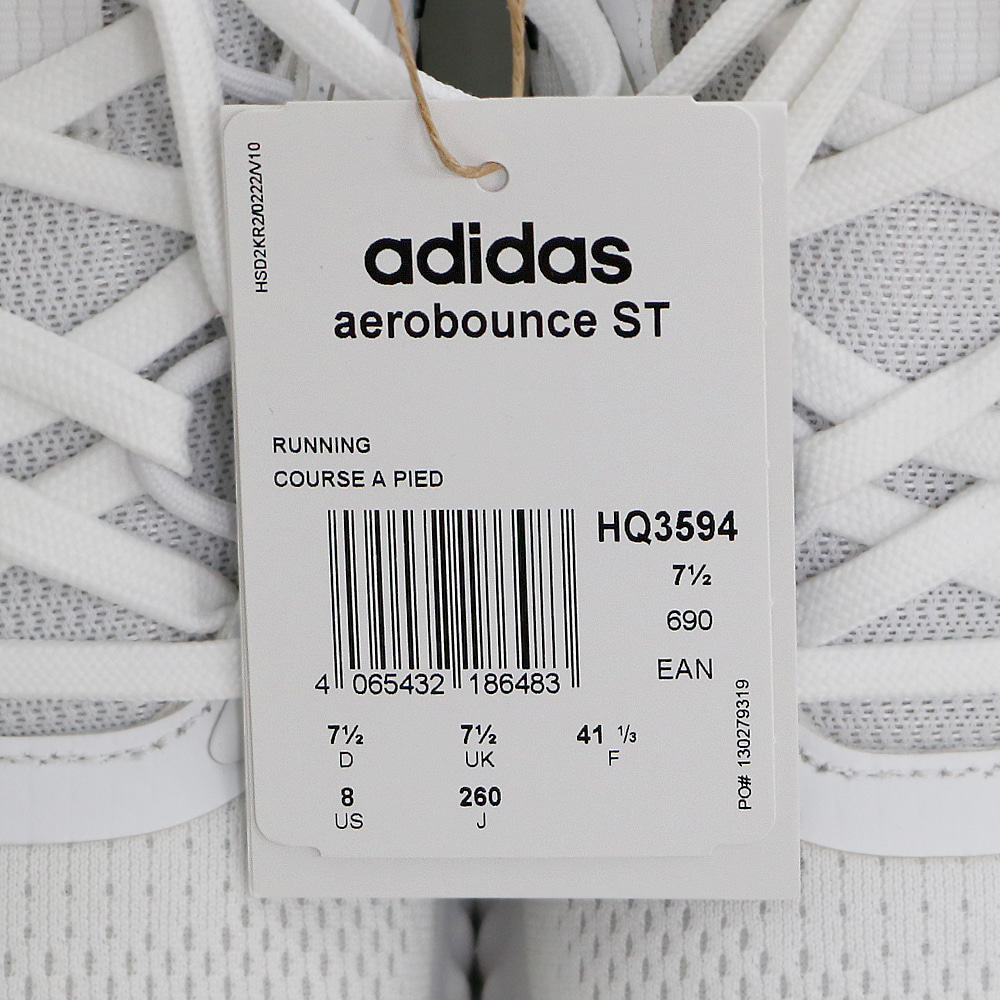 HSD2KR2/0222/V10
adidas
aerobounce ST
RUNNING
COURSE A PIED
HQ3594
7½
690
EAN
4 065432 186483
7½ 7½ 41 ⅓
D UK F
8 260
US J
PO# 130279319